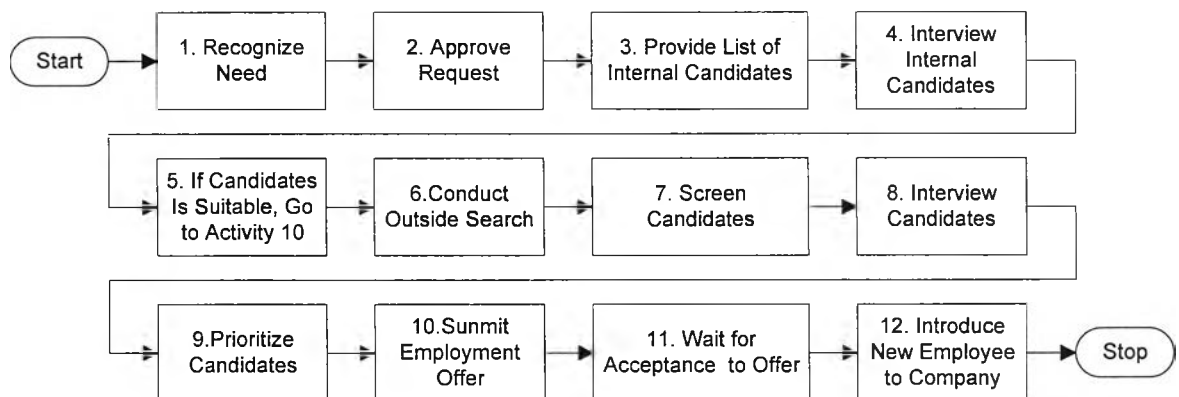 Start
1. Recognize
Need
2. Approve
Request
3. Provide List of
Internal Candidates
4. Interview
Internal
Candidates
5. If Candidates
Is Suitable, Go
to Activity 10
6.Conduct
Outside Search
7. Screen
Candidates
8. Interview
Candidates
9.Prioritize
Candidates
10.Sunmit
Employment
Offer
11. Wait for
Acceptance to Offer
12. Introduce
New Employee
to Company
Stop